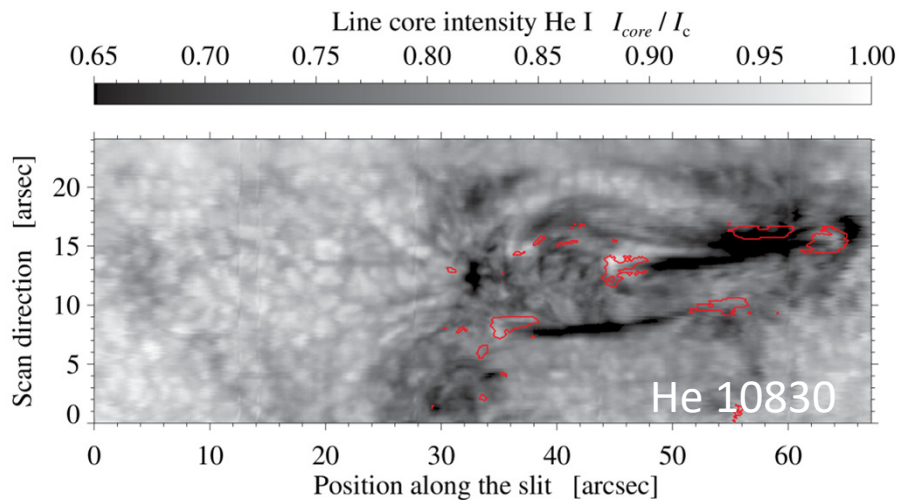 Line core intensity He I I_core / I_c
0.65 0.70 0.75 0.80 0.85 0.90 0.95 1.00
Scan direction [arsec]
20
15
10
5
0
He 10830
0 10 20 30 40 50 60
Position along the slit [arcsec]